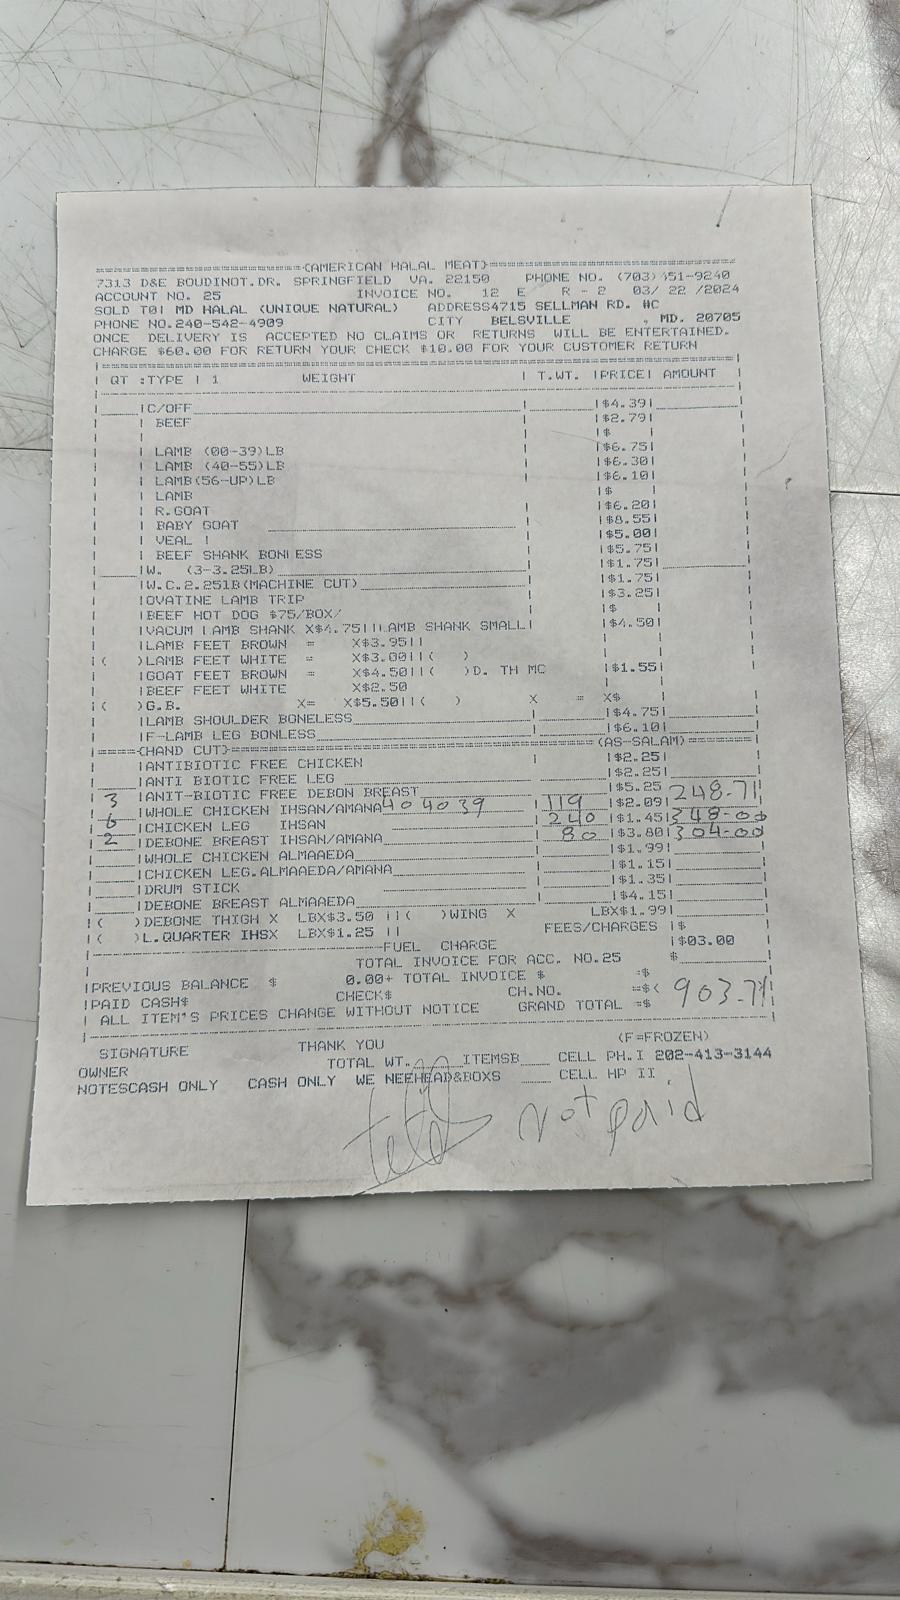 (AMERICAN HALAL MEAT)
7313 D&E BOUDINOT.DR. SPRINGFIELD VA. 22150 PHONE NO. (703) 451-9240
ACCOUNT NO. 25 INVOICE NO. 12 E R - 2 03/ 22 /2024
SOLD TO: MD HALAL (UNIQUE NATURAL) ADDRESS4715 SELLMAN RD. #C
PHONE NO.240-542-4909 CITY BELSVILLE , MD. 20705
ONCE DELIVERY IS ACCEPTED NO CLAIMS OR RETURNS WILL BE ENTERTAINED.
CHARGE $60.00 FOR RETURN YOUR CHECK $10.00 FOR YOUR CUSTOMER RETURN
| QT :TYPE | 1 WEIGHT | T.WT. |PRICE| AMOUNT
|C/OFF |$4.39|
| BEEF |$2.79|
|$ |
| LAMB (00-39)LB |$6.75|
| LAMB (40-55)LB |$6.30|
| LAMB(56-UP)LB |$6.10|
| LAMB |$ |
| R.GOAT |$6.20|
| BABY GOAT |$8.55|
| VEAL | |$5.00|
| BEEF SHANK BONLESS |$5.75|
|W. (3-3.25LB) |$1.75|
|W.C.2.25LB(MACHINE CUT) |$1.75|
|OVATINE LAMB TRIP |$3.25|
|BEEF HOT DOG $75/BOX/ |$ |
|VACUM LAMB SHANK X$4.75||LAMB SHANK SMALL| |$4.50|
|LAMB FEET BROWN = X$3.95||
|( )LAMB FEET WHITE = X$3.00||( )
|GOAT FEET BROWN = X$4.50||( )D. TH MC |$1.55|
|BEEF FEET WHITE X$2.50
|( )G.B. X= X$5.50||( ) X = X$
|LAMB SHOULDER BONELESS |$4.75|
|F-LAMB LEG BONLESS |$6.10|
(HAND CUT) (AS-SALAM)
|ANTIBIOTIC FREE CHICKEN |$2.25|
|ANTI BIOTIC FREE LEG |$2.25|
|ANIT-BIOTIC FREE DEBON BREAST |$5.25
3 |WHOLE CHICKEN IHSAN/AMANA 40 40 39 | 119 |$2.09| 248-71
6 |CHICKEN LEG IHSAN | 240 |$1.45| 348-00
2 |DEBONE BREAST IHSAN/AMANA | 80 |$3.80| 304-00
|WHOLE CHICKEN ALMAAEDA |$1.99|
|CHICKEN LEG.ALMAAEDA/AMANA |$1.15|
|DRUM STICK |$1.35|
|DEBONE BREAST ALMAAEDA |$4.15|
|( )DEBONE THIGH X LBX$3.50 ||( )WING X LBX$1.99|
|( )L.QUARTER IHSX LBX$1.25 || FEES/CHARGES |$
FUEL CHARGE |$03.00
TOTAL INVOICE FOR ACC. NO.25 $
|PREVIOUS BALANCE $ 0.00+ TOTAL INVOICE $ =$
|PAID CASH$ CHECK$ CH.NO. =$<
| ALL ITEM'S PRICES CHANGE WITHOUT NOTICE GRAND TOTAL =$ 903-71
SIGNATURE THANK YOU (F=FROZEN)
OWNER TOTAL WT. ITEMSB CELL PH.I 202-413-3144
NOTESCASH ONLY CASH ONLY WE NEEHEAD&BOXS CELL HP II
Not paid